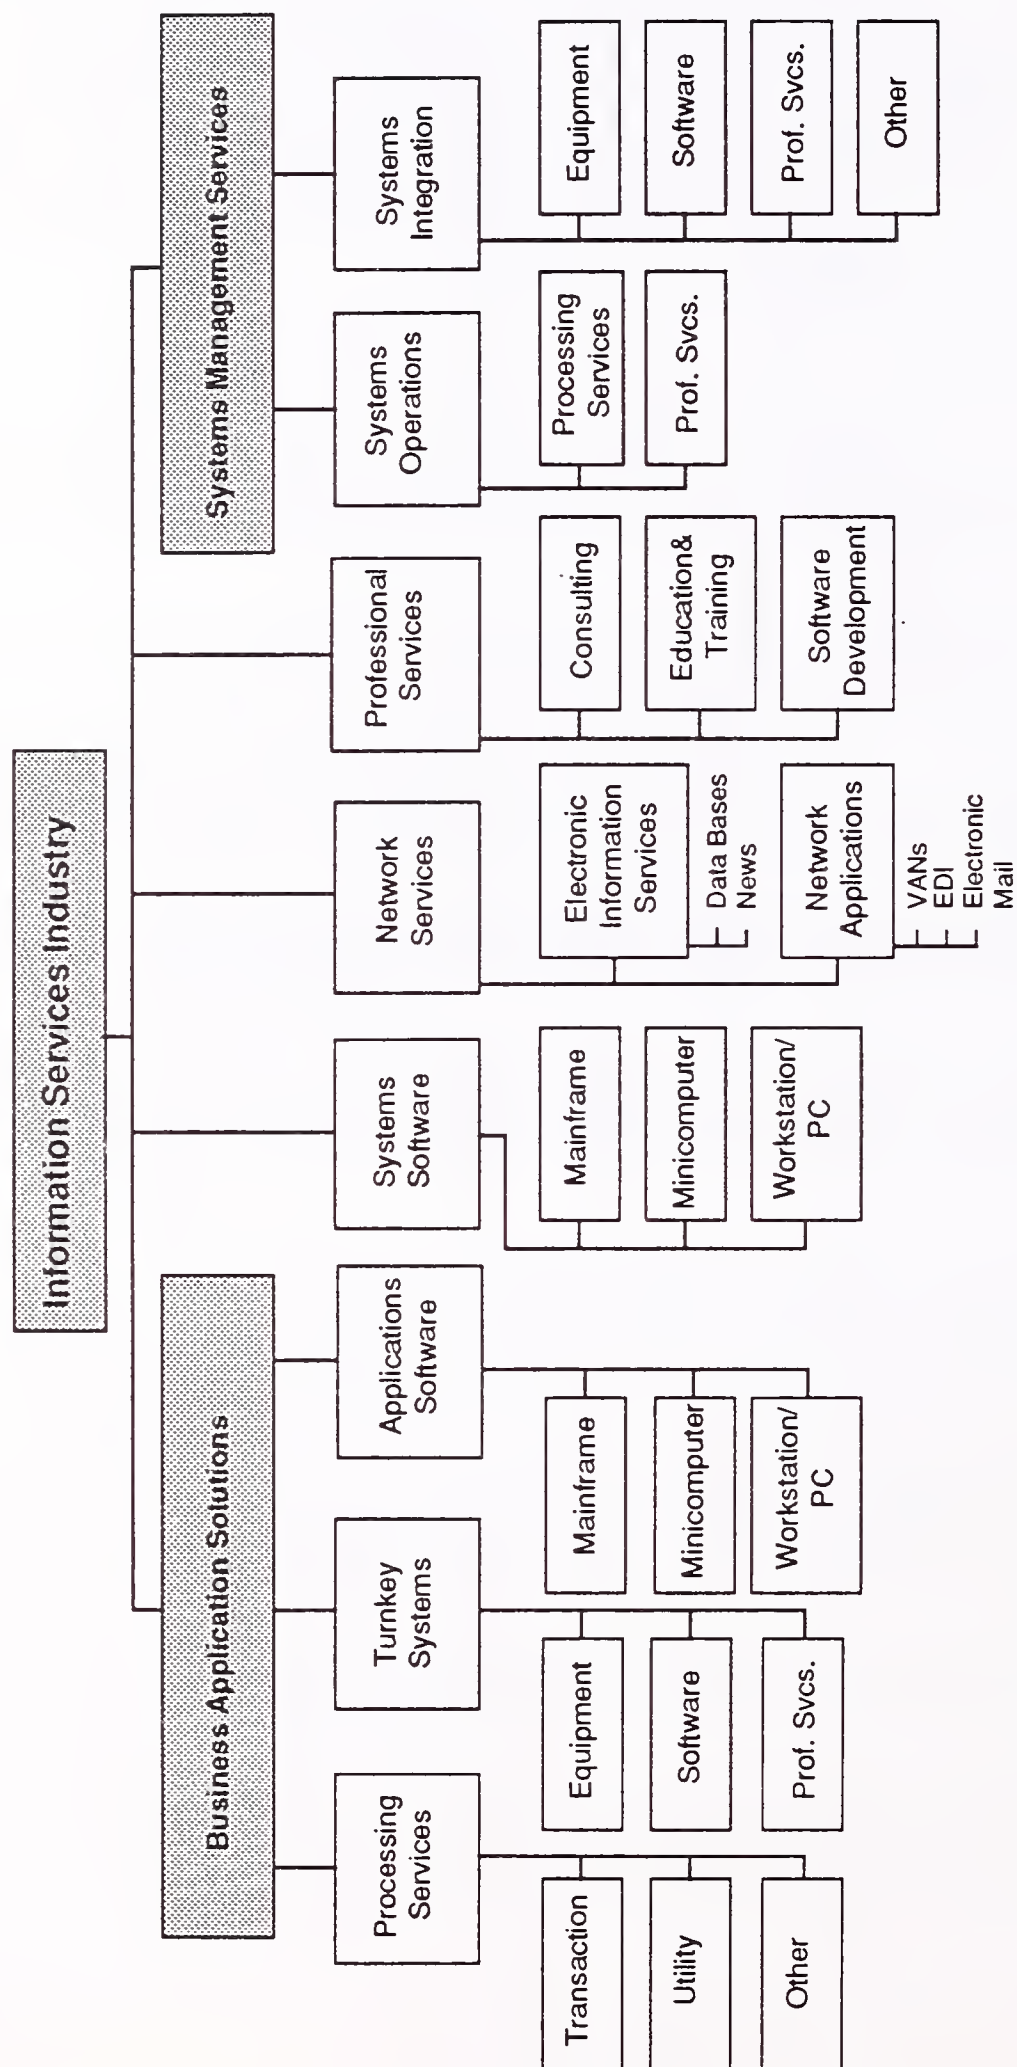 Information Services Industry
Business Application Solutions
Systems Management Services
Processing
Services
Turnkey
Systems
Applications
Software
Systems
Software
Network
Services
Professional
Services
Systems
Operations
Systems
Integration
Transaction
Utility
Other
Equipment
Software
Prof. Svcs.
Mainframe
Minicomputer
Workstation/
PC
Mainframe
Minicomputer
Workstation/
PC
Electronic
Information
Services
Data Bases
News
Network
Applications
VANs
EDI
Electronic
Mail
Consulting
Education&
Training
Software
Development
Processing
Services
Prof. Svcs.
Equipment
Software
Prof. Svcs.
Other